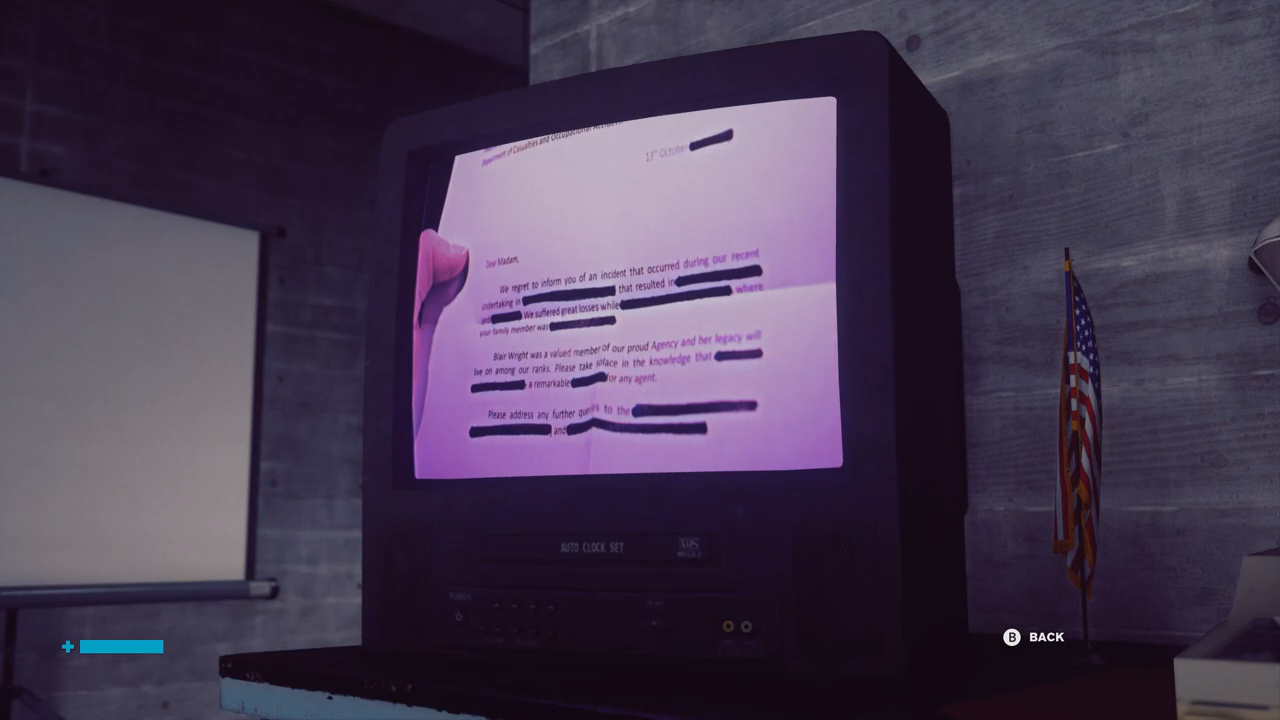 Department of Casualties and Occupational
13th October
Dear Madam,
We regret to inform you of an incident that occurred during our recent
undertaking in that resulted in
and We suffered great losses while where
your family member was
Blair Wright was a valued member of our proud Agency and her legacy will
live on among our ranks. Please take solace in the knowledge that
a remarkable for any agent.
Please address any further queries to the
, and
AUTO CLOCK SET
VHS
B BACK